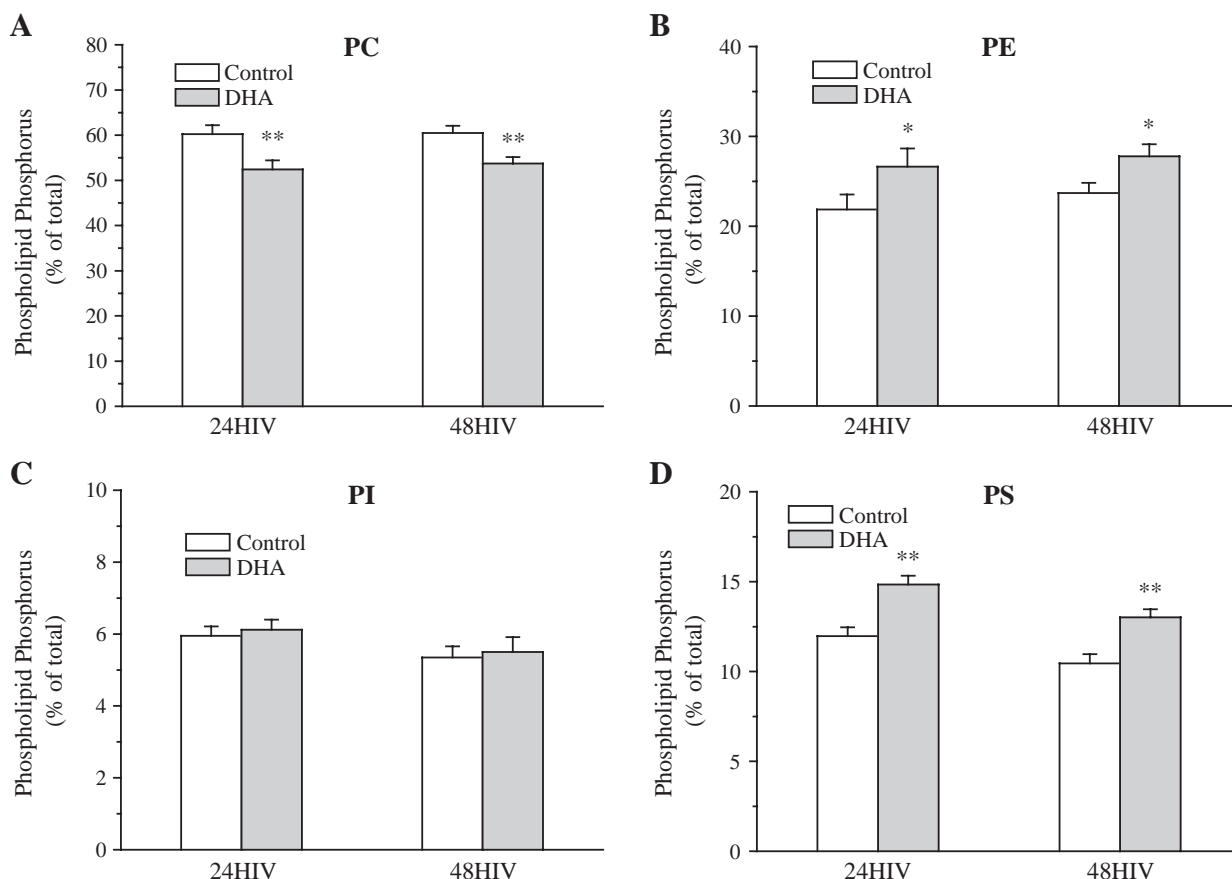 A
PC
Phospholipid Phosphorus
(% of total)
80
70
60
50
40
30
20
10
0
Control
DHA
**
**
24HIV
48HIV
B
PE
Phospholipid Phosphorus
(% of total)
40
30
20
10
0
Control
DHA
*
*
24HIV
48HIV
C
PI
Phospholipid Phosphorus
(% of total)
10
8
6
4
2
0
Control
DHA
24HIV
48HIV
D
PS
Phospholipid Phosphorus
(% of total)
20
15
10
5
0
Control
DHA
**
**
24HIV
48HIV